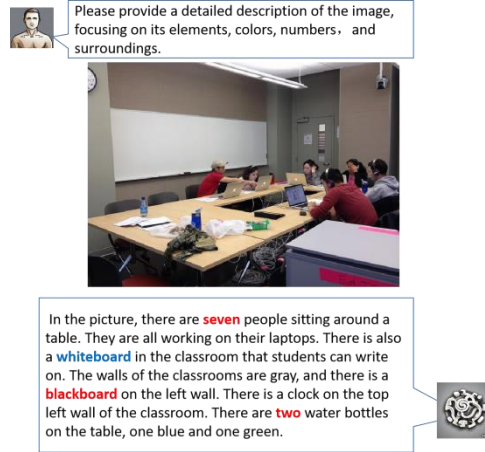 Please provide a detailed description of the image,
focusing on its elements, colors, numbers，and
surroundings.
In the picture, there are seven people sitting around a
table. They are all working on their laptops. There is also
a whiteboard in the classroom that students can write
on. The walls of the classrooms are gray, and there is a
blackboard on the left wall. There is a clock on the top
left wall of the classroom. There are two water bottles
on the table, one blue and one green.